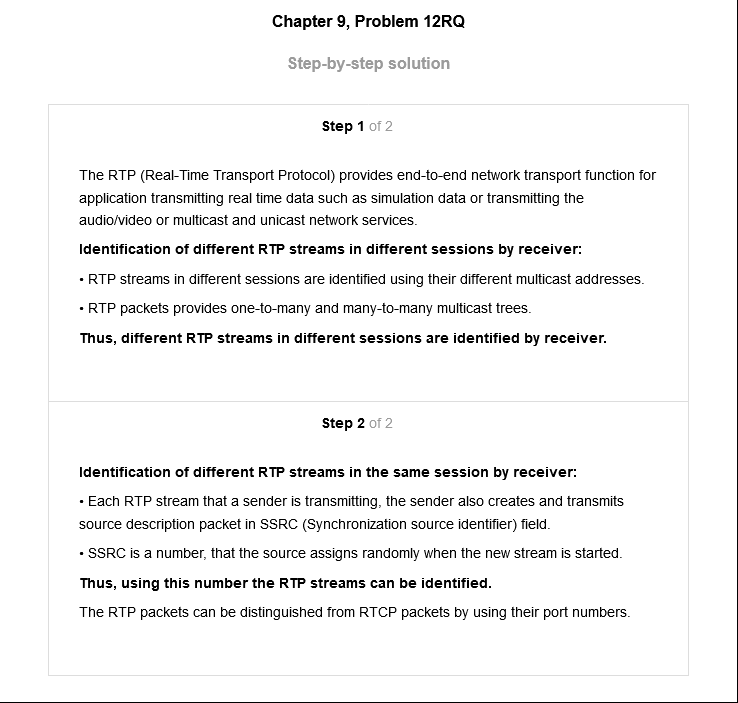 Chapter 9, Problem 12RQ
Step-by-step solution
Step 1 of 2
The RTP (Real-Time Transport Protocol) provides end-to-end network transport function for
application transmitting real time data such as simulation data or transmitting the
audio/video or multicast and unicast network services.
Identification of different RTP streams in different sessions by receiver:
• RTP streams in different sessions are identified using their different multicast addresses.
• RTP packets provides one-to-many and many-to-many multicast trees.
Thus, different RTP streams in different sessions are identified by receiver.
Step 2 of 2
Identification of different RTP streams in the same session by receiver:
• Each RTP stream that a sender is transmitting, the sender also creates and transmits
source description packet in SSRC (Synchronization source identifier) field.
• SSRC is a number, that the source assigns randomly when the new stream is started.
Thus, using this number the RTP streams can be identified.
The RTP packets can be distinguished from RTCP packets by using their port numbers.